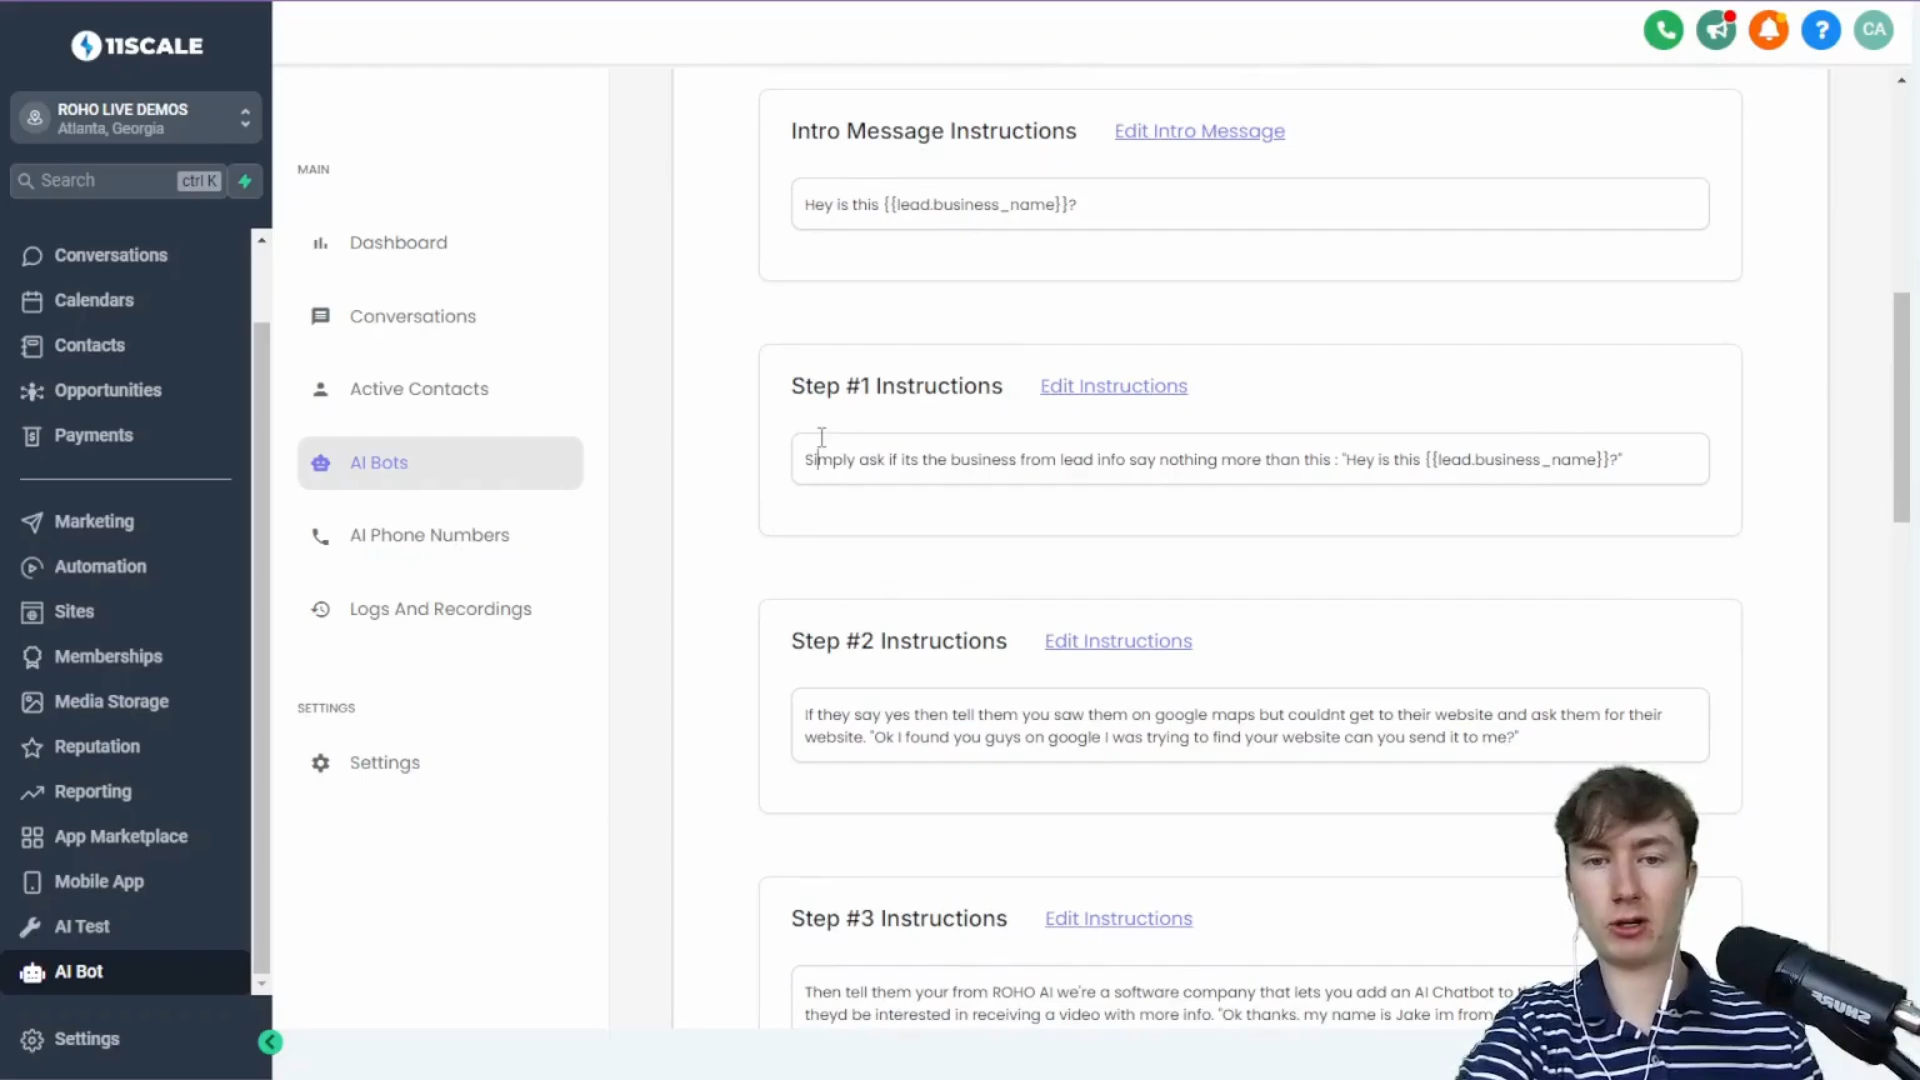 11SCALE
CA
ROHO LIVE DEMOS
Atlanta, Georgia
Search
ctrl K
Conversations
Calendars
Contacts
Opportunities
Payments
Marketing
Automation
Sites
Memberships
Media Storage
Reputation
Reporting
App Marketplace
Mobile App
AI Test
AI Bot
Settings
MAIN
Dashboard
Conversations
Active Contacts
AI Bots
AI Phone Numbers
Logs And Recordings
SETTINGS
Settings
Intro Message Instructions Edit Intro Message
Hey is this {{lead.business_name}}?
Step #1 Instructions Edit Instructions
Simply ask if its the business from lead info say nothing more than this : "Hey is this {{lead.business_name}}?"
Step #2 Instructions Edit Instructions
If they say yes then tell them you saw them on google maps but couldnt get to their website and ask them for their
website. "Ok I found you guys on google I was trying to find your website can you send it to me?"
Step #3 Instructions Edit Instructions
Then tell them your from ROHO AI we're a software company that lets you add an AI Chatbot to
theyd be interested in receiving a video with more info. "Ok thanks. my name is Jake im from
SHURE